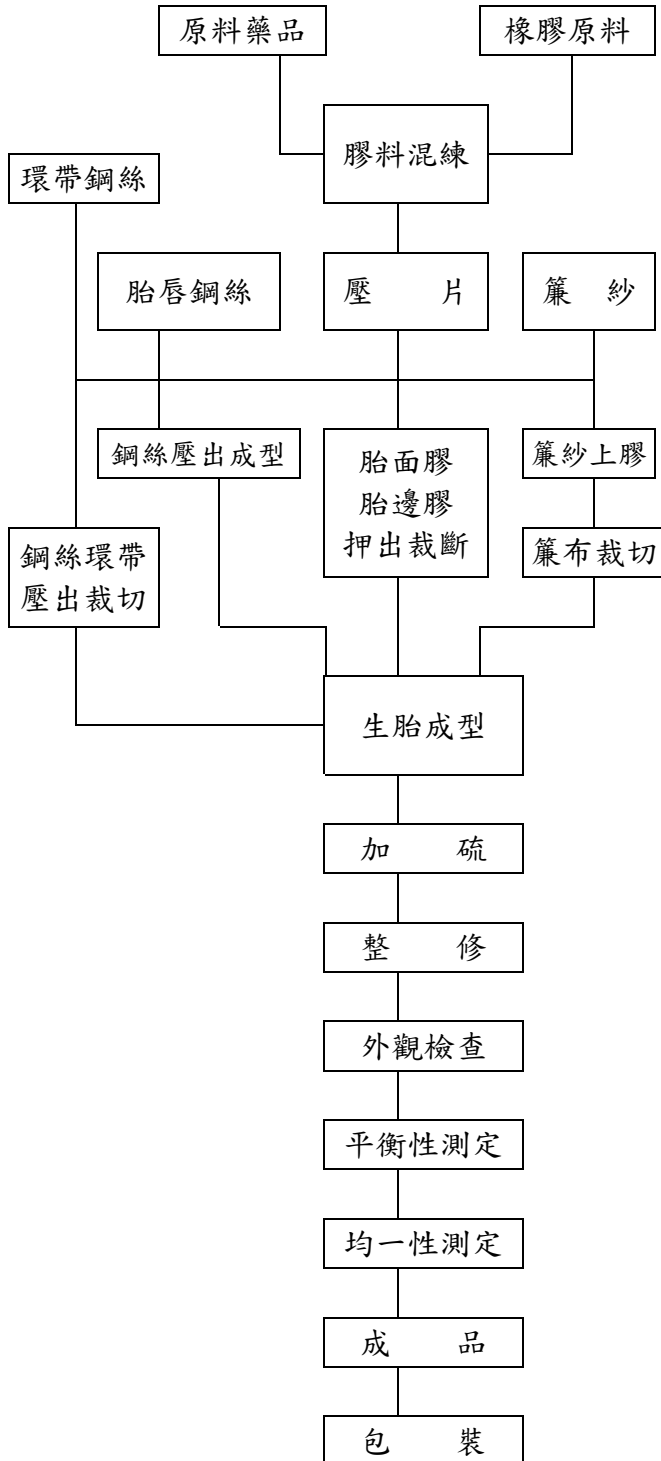 原料藥品
橡膠原料
膠料混練
環帶鋼絲
胎唇鋼絲
壓 片
簾 紗
鋼絲壓出成型
胎面膠
胎邊膠
押出裁斷
簾紗上膠
鋼絲環帶
壓出裁切
簾布裁切
生胎成型
加 硫
整 修
外觀檢查
平衡性測定
均一性測定
成 品
包 裝